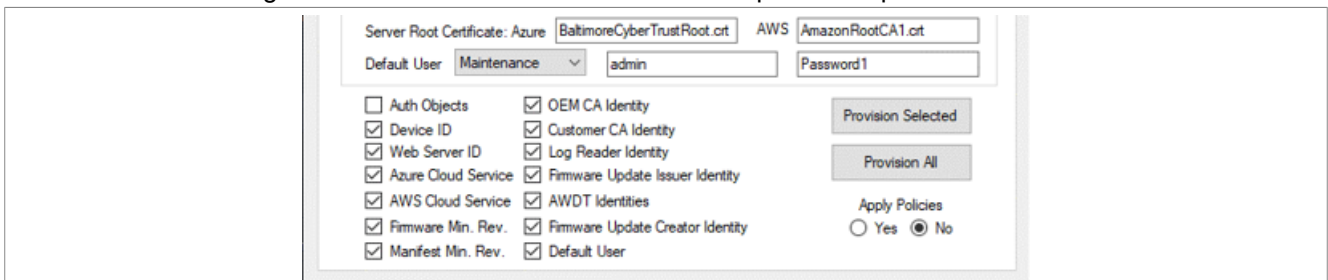 Server Root Certificate: Azure BaltimoreCyberTrustRoot.crt AWS AmazonRootCA1.crt
Default User Maintenance admin Password1
Auth Objects OEM CA Identity
Provision Selected
Device ID Customer CA Identity
Web Server ID Log Reader Identity
Provision All
Azure Cloud Service Firmware Update Issuer Identity
AWS Cloud Service AWDT Identities
Apply Policies
Firmware Min. Rev. Firmware Update Creator Identity
Yes No
Manifest Min. Rev. Default User